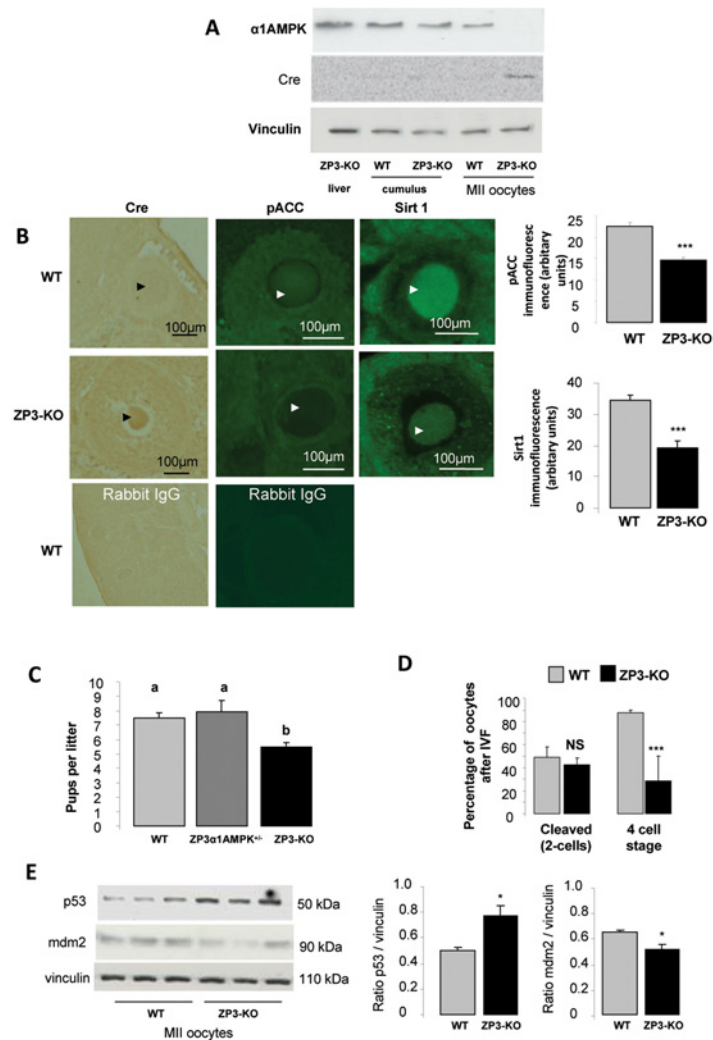 A
α1AMPK
Cre
Vinculin
ZP3-KO WT ZP3-KO WT ZP3-KO
liver cumulus MII oocytes
B
Cre pACC Sirt 1
WT
100µm 100µm 100µm
ZP3-KO
100µm 100µm 100µm
WT
Rabbit IgG Rabbit IgG
pACC
immunofluoresc
ence (arbitary
units)
25
20
15
10
5
0
***
WT ZP3-KO
Sirt1
immunofluorescence
(arbitary units)
40
30
20
10
0
***
WT ZP3-KO
C
Pups per litter
10
9
8
7
6
5
4
3
2
1
0
a a b
WT ZP3α1AMPK+/- ZP3-KO
D
WT ZP3-KO
Percentage of oocytes
after IVF
100
80
60
40
20
0
NS ***
Cleaved 4 cell
(2-cells) stage
E
p53 50 kDa
mdm2 90 kDa
vinculin 110 kDa
WT ZP3-KO
MII oocytes
Ratio p53 / vinculin
1.0
0.8
0.6
0.4
0.2
0
*
WT ZP3-KO
Ratio mdm2 / vinculin
1.0
0.8
0.6
0.4
0.2
0
*
WT ZP3-KO